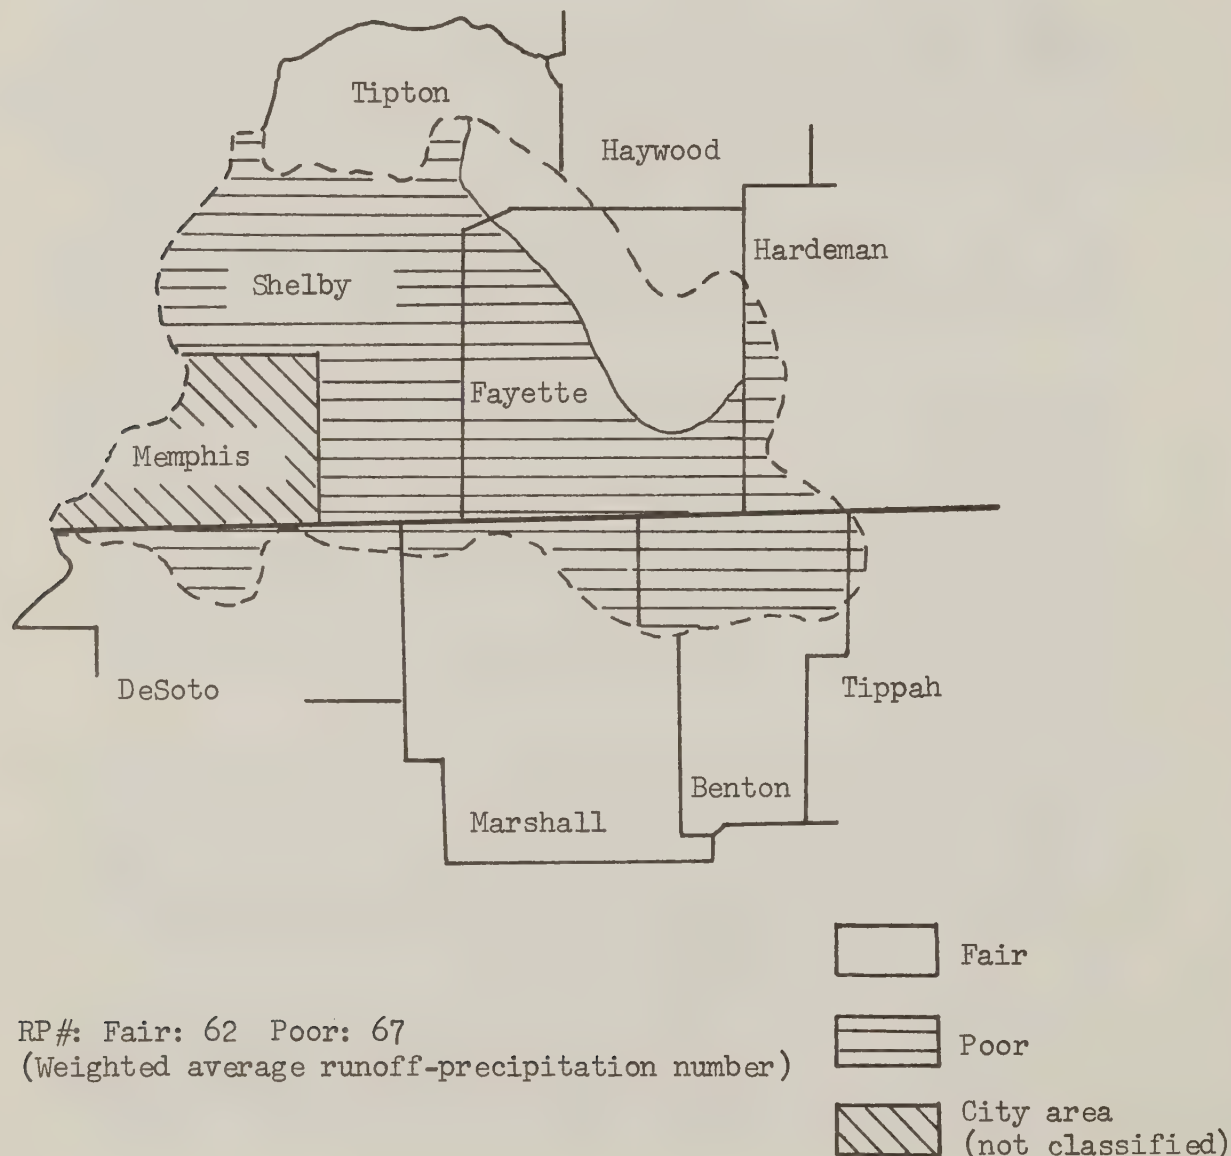 Tipton
Haywood
Hardeman
Shelby
Fayette
Memphis
DeSoto
Tippah
Benton
Marshall
Fair
RP#: Fair: 62 Poor: 67
(Weighted average runoff-precipitation number)
Poor
City area
(not classified)